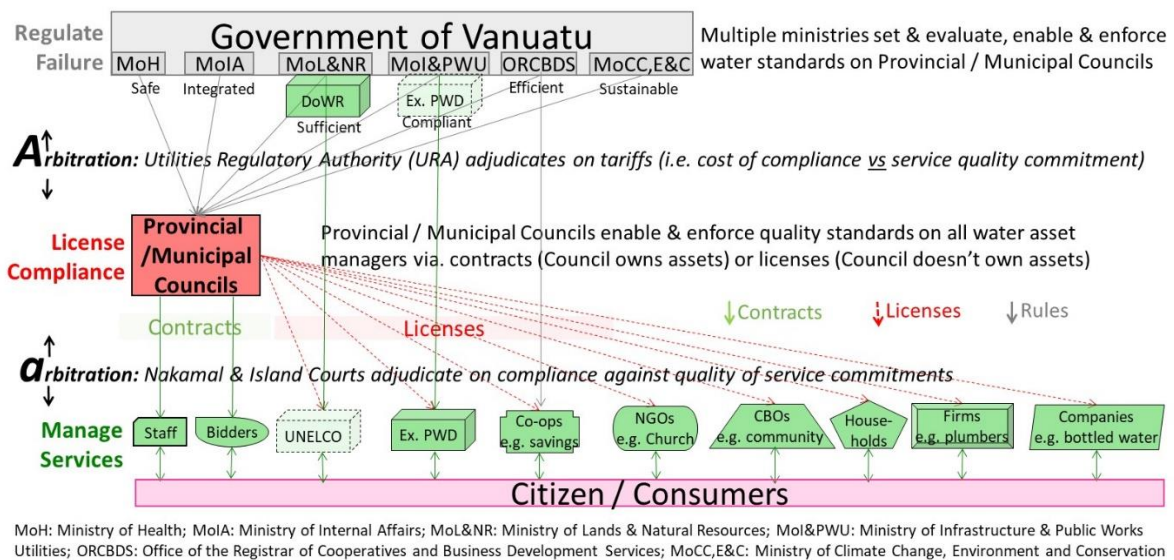 Regulate
Failure
Government of Vanuatu
MoH MoIA MoL&NR MoI&PWU ORCBDS MoCC,E&C
Multiple ministries set & evaluate, enable & enforce
water standards on Provincial / Municipal Councils
Safe Integrated Efficient Sustainable
DoWR Ex. PWD
Sufficient Compliant
Arbitration: Utilities Regulatory Authority (URA) adjudicates on tariffs (i.e. cost of compliance vs service quality commitment)
License
Compliance
Provincial
/Municipal
Councils
Provincial / Municipal Councils enable & enforce quality standards on all water asset
managers via. contracts (Council owns assets) or licenses (Council doesn't own assets)
Contracts Licenses
Contracts Licenses Rules
arbitration: Nakamal & Island Courts adjudicate on compliance against quality of service commitments
Manage
Services
Staff
Bidders
UNELCO
Ex. PWD
Co-ops
e.g. savings
NGOs
e.g. Church
CBOs
e.g. community
House-
holds
Firms
e.g. plumbers
Companies
e.g. bottled water
Citizen / Consumers
MoH: Ministry of Health; MoIA: Ministry of Internal Affairs; MoL&NR: Ministry of Lands & Natural Resources; MoI&PWU: Ministry of Infrastructure & Public Works
Utilities; ORCBDS: Office of the Registrar of Cooperatives and Business Development Services; MoCC,E&C: Ministry of Climate Change, Environment and Conservation